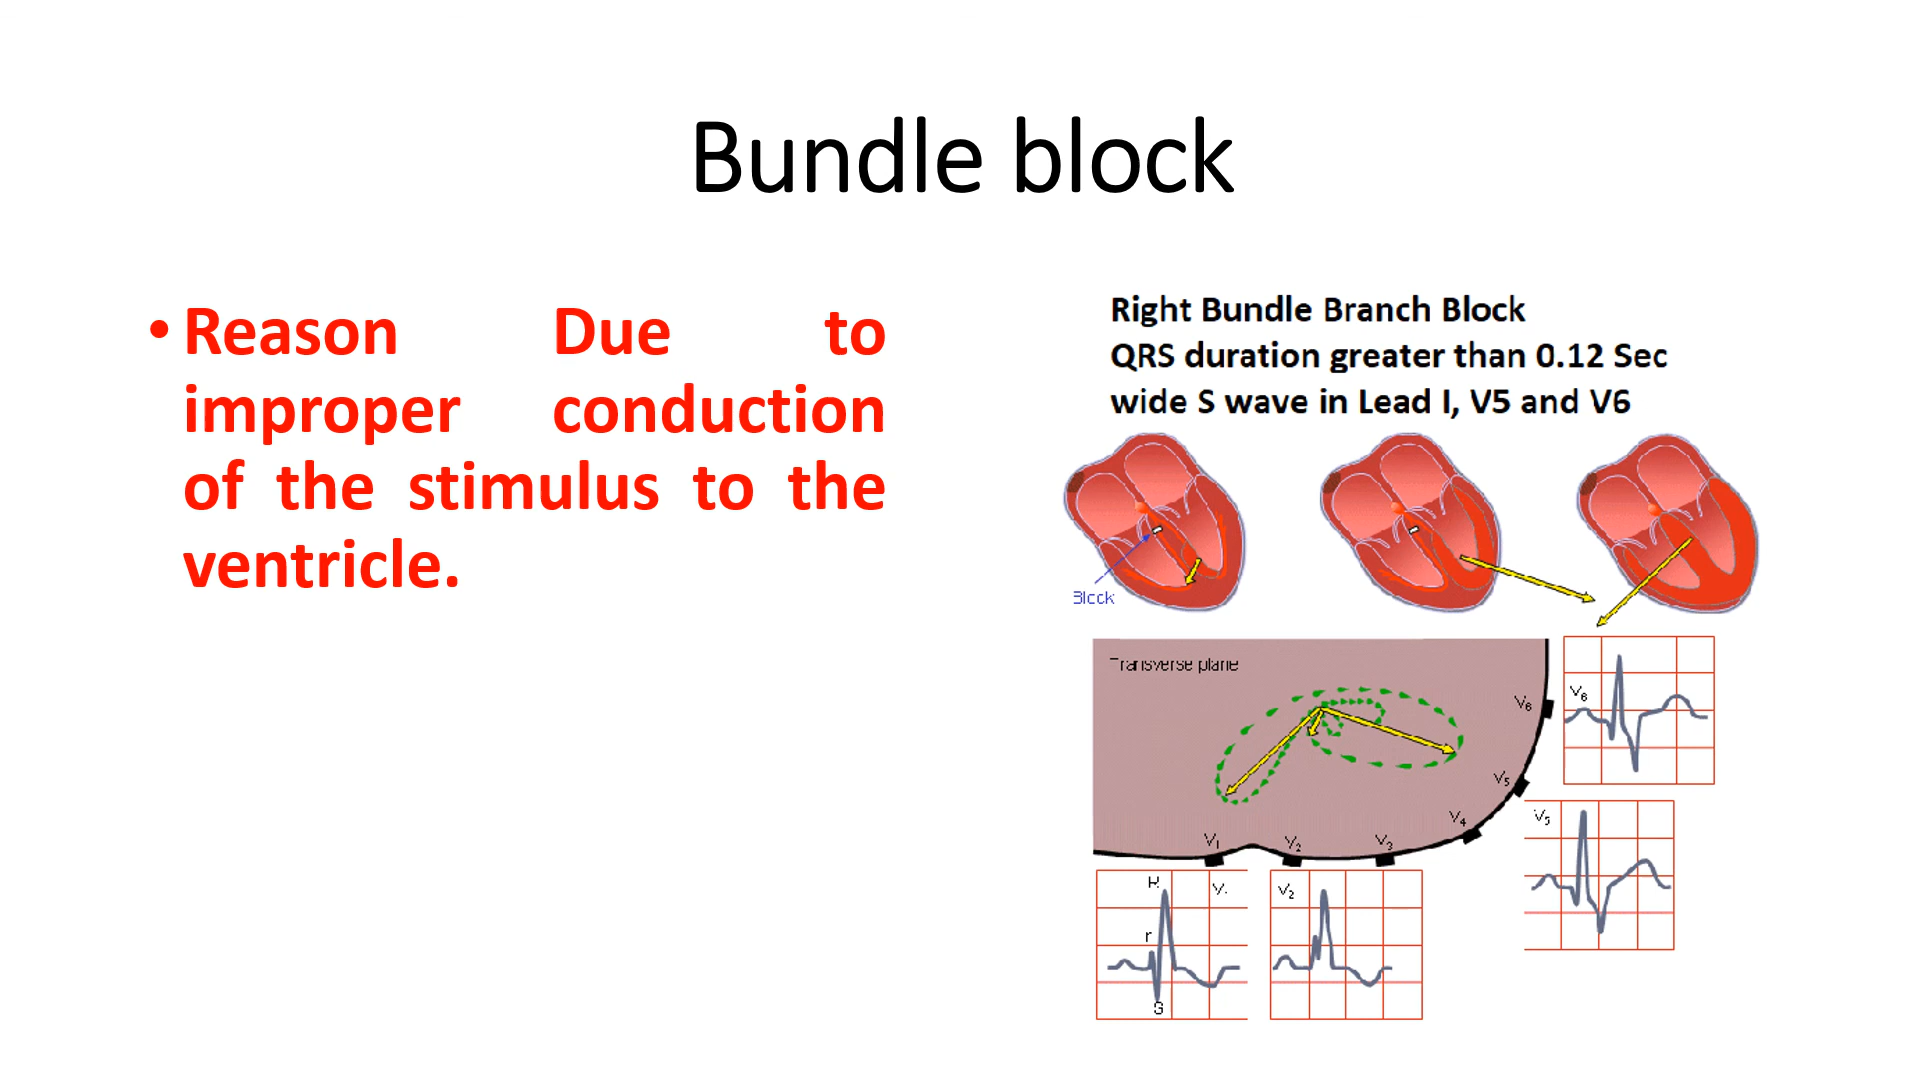 Bundle block
• Reason Due to
improper conduction
of the stimulus to the
ventricle.
Right Bundle Branch Block
QRS duration greater than 0.12 Sec
wide S wave in Lead I, V5 and V6
Block
Transverse plane
V6
V5
V4
V3
V2
V1
V6
V5
R
V
r
S
V2